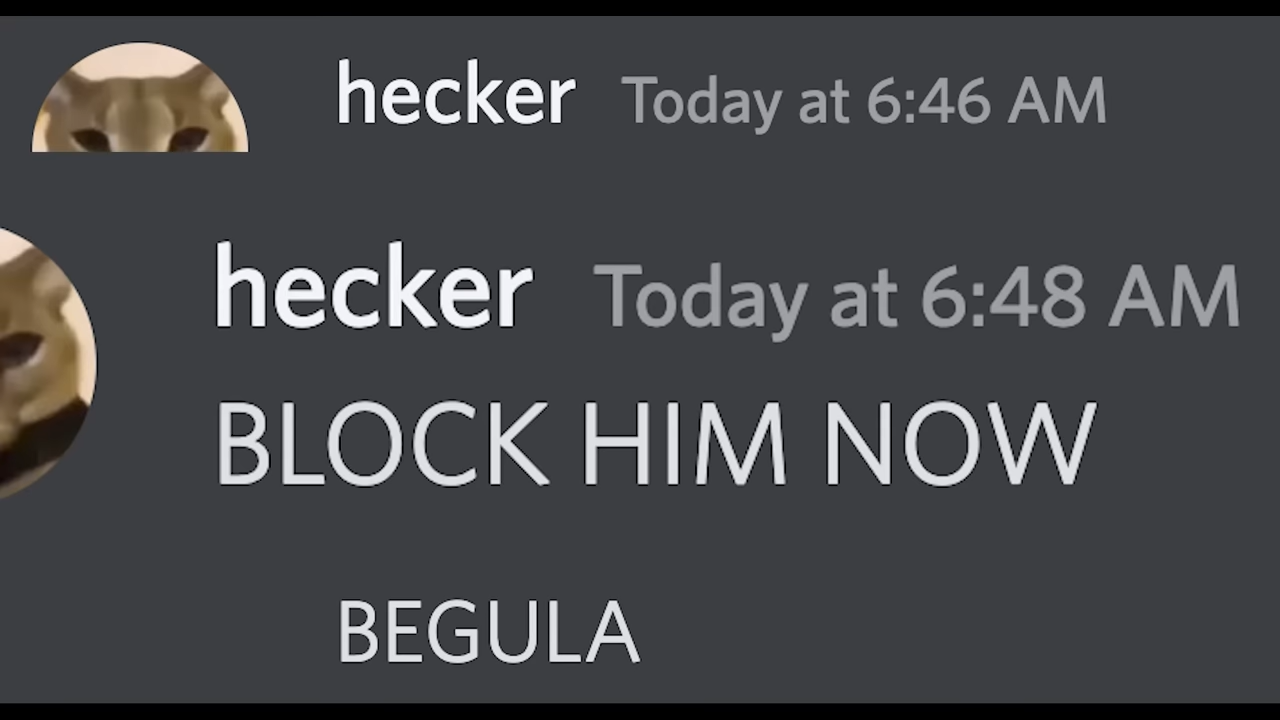 hecker Today at 6:46 AM
hecker Today at 6:48 AM
BLOCK HIM NOW
BEGULA